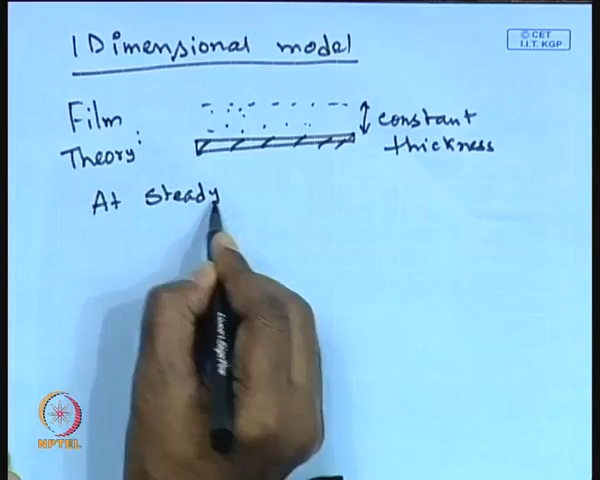 1 Dimensional model
© CET
I.I.T. KGP
Film
Theory:
constant
thickness
At steady
NPTEL